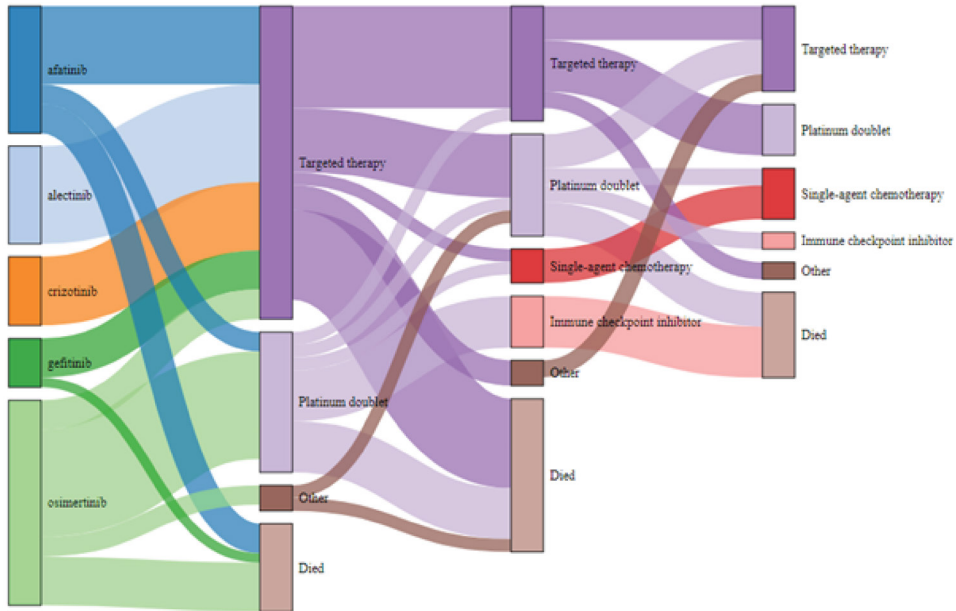 afatinib
alectinib
crizotinib
gefitinib
osimertinib
Targeted therapy
Platinum doublet
Other
Died
Targeted therapy
Platinum doublet
Single-agent chemotherapy
Immune checkpoint inhibitor
Other
Died
Targeted therapy
Platinum doublet
Single-agent chemotherapy
Immune checkpoint inhibitor
Other
Died